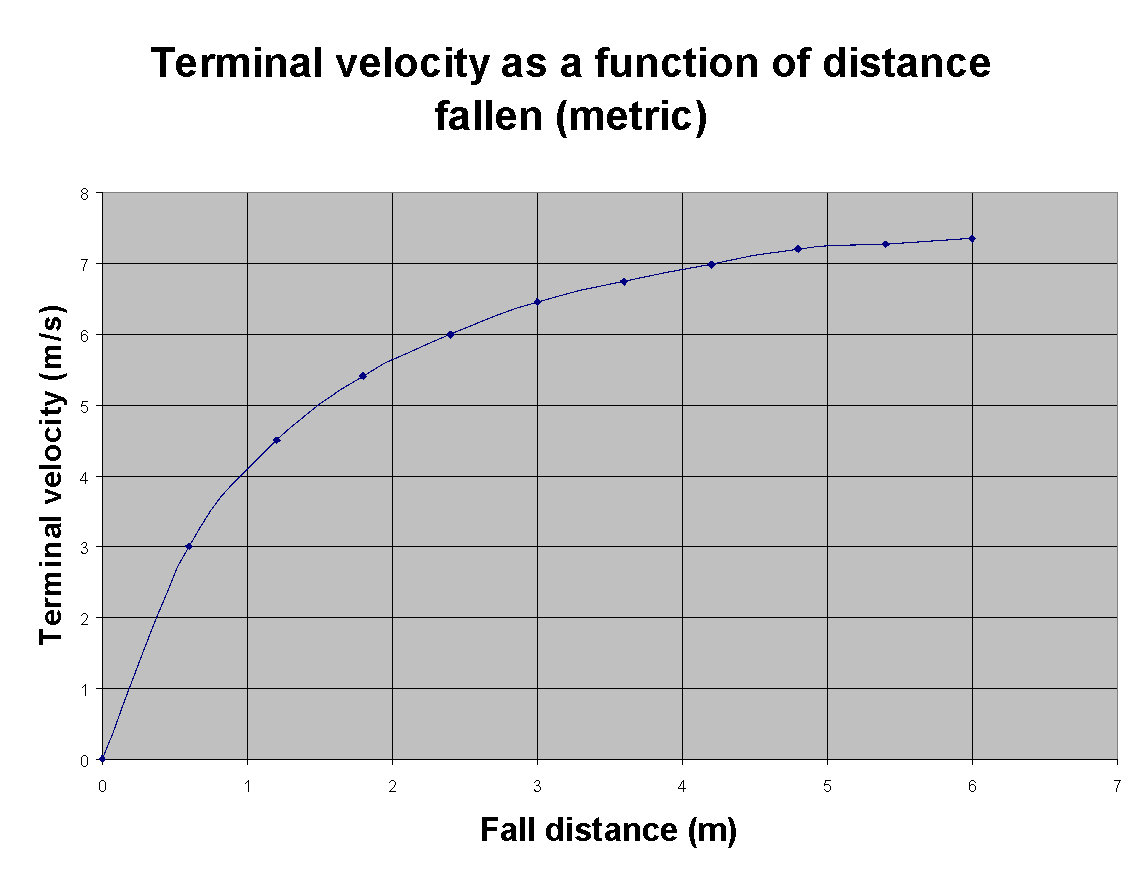 Terminal velocity as a function of distance
fallen (metric)
8
7
6
5
4
3
2
1
0
Terminal velocity (m/s)
0 1 2 3 4 5 6 7
Fall distance (m)